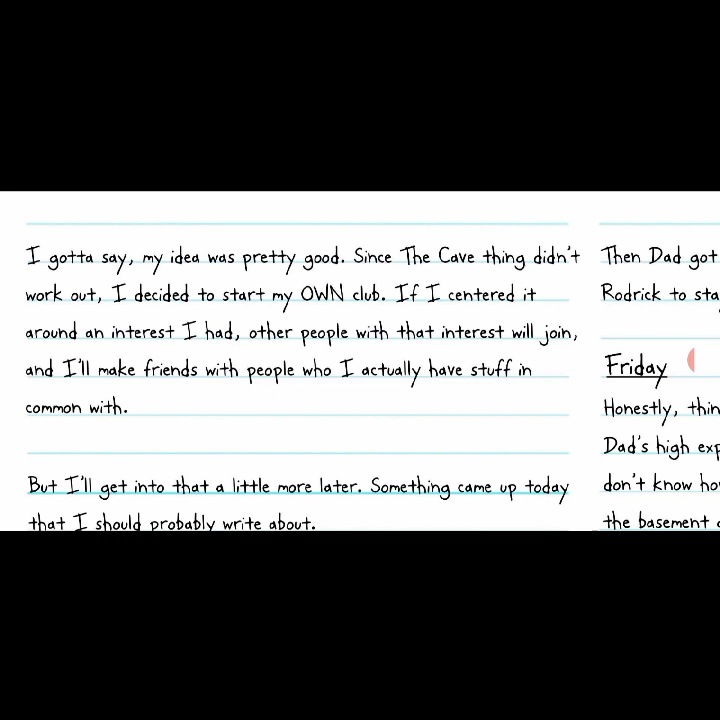 I gotta say, my idea was pretty good. Since The Cave thing didn't
work out, I decided to start my OWN club. If I centered it
around an interest I had, other people with that interest will join,
and I'll make friends with people who I actually have stuff in
common with.
But I'll get into that a little more later. Something came up today
that I should probably write about.
Then Dad got
Rodrick to
Friday
Honestly,
Dad's high
don't know
the basement